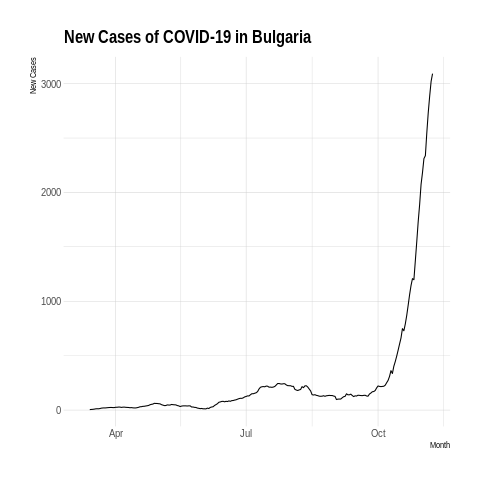 New Cases of COVID-19 in Bulgaria
New Cases
3000
2000
1000
0
Apr Jul Oct
Month